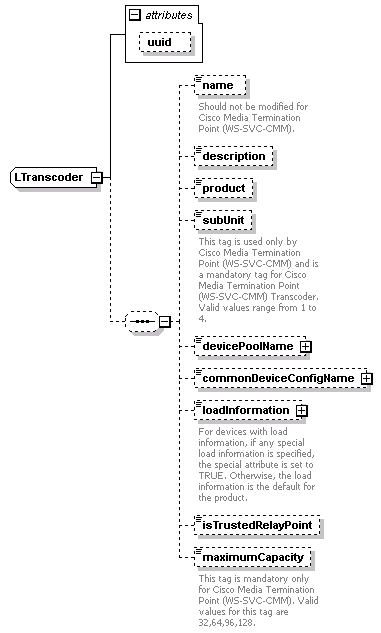 attributes
uuid
LTranscoder
name
Should not be modified for
Cisco Media Termination
Point (WS-SVC-CMM).
description
product
subUnit
This tag is used only by
Cisco Media Termination
Point (WS-SVC-CMM) and is
a mandatory tag for Cisco
Media Termination Point
(WS-SVC-CMM) Transcoder.
Valid values range from 1 to
4.
devicePoolName
commonDeviceConfigName
loadInformation
For devices with load
information, if any special
load information is specified,
the special attribute is set to
TRUE. Otherwise, the load
information is the default for
the product.
isTrustedRelayPoint
maximumCapacity
This tag is mandatory only
for Cisco Media Termination
Point (WS-SVC-CMM). Valid
values for this tag are
32,64,96,128.